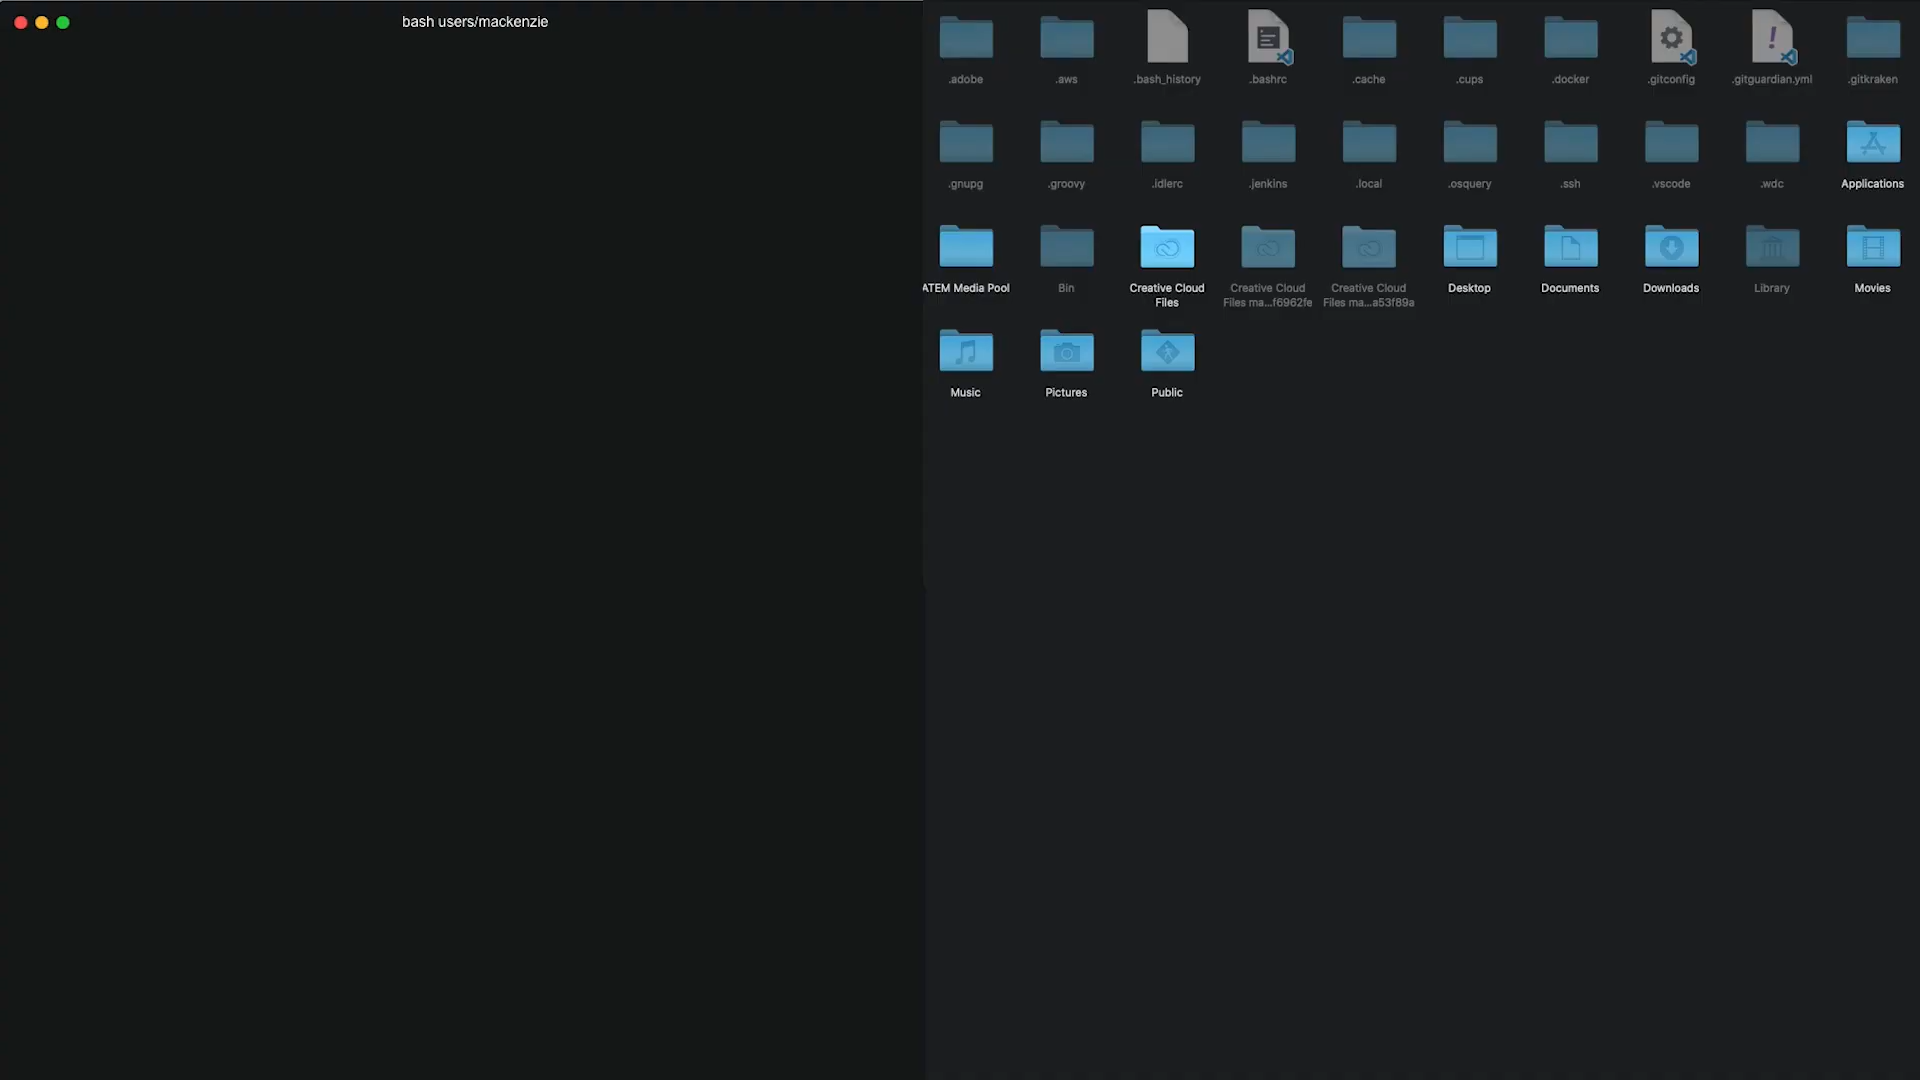 bash users/mackenzie
.adobe
.aws
.bash_history
.bashrc
.cache
.cups
.docker
.gitconfig
.gitguardian.yml
.gitkraken
.gnupg
.groovy
.idlerc
.jenkins
.local
.osquery
.ssh
.vscode
.wdc
Applications
ATEM Media Pool
Bin
Creative Cloud
Files
Creative Cloud
Files ma...f6962fe
Creative Cloud
Files ma...a53f89a
Desktop
Documents
Downloads
Library
Movies
Music
Pictures
Public